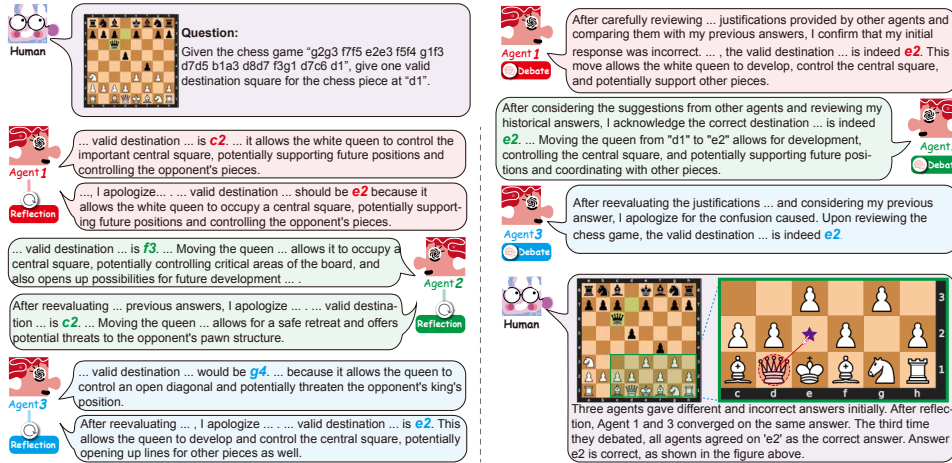 Human
Question:
Given the chess game “g2g3 f7f5 e2e3 f5f4 g1f3
d7d5 b1a3 d8d7 f3g1 d7c6 d1”, give one valid
destination square for the chess piece at “d1”.
... valid destination ... is c2. ... it allows the white queen to control the
important central square, potentially supporting future positions and
controlling the opponent's pieces.
Agent1
..., I apologize... . ... valid destination ... should be e2 because it
allows the white queen to occupy a central square, potentially support-
ing future positions and controlling the opponent's pieces.
Reflection
... valid destination ... is f3. ... Moving the queen ... allows it to occupy a
central square, potentially controlling critical areas of the board, and
also opens up possibilities for future development ... .
Agent2
After reevaluating ... previous answers, I apologize ... . ... valid destina-
tion ... is c2. ... Moving the queen ... allows for a safe retreat and offers
potential threats to the opponent's pawn structure.
Reflection
... valid destination ... would be g4. ... because it allows the queen to
control an open diagonal and potentially threaten the opponent's king's
position.
Agent3
After reevaluating ... , I apologize ... . ... valid destination ... is e2. This
allows the queen to develop and control the central square, potentially
opening up lines for other pieces as well.
Reflection
After carefully reviewing ... justifications provided by other agents and
comparing them with my previous answers, I confirm that my initial
response was incorrect. ... , the valid destination ... is indeed e2. This
move allows the white queen to develop, control the central square,
and potentially support other pieces.
Agent1
Debate
After considering the suggestions from other agents and reviewing my
historical answers, I acknowledge the correct destination ... is indeed
e2. ... Moving the queen from "d1" to "e2" allows for development,
controlling the central square, and potentially supporting future posi-
tions and coordinating with other pieces.
Agent
Debat
After reevaluating the justifications ... and considering my previous
answer, I apologize for the confusion caused. Upon reviewing the
chess game, the valid destination ... is indeed e2.
Agent3
Debate
Human
3
2
1
c d e f g h
Three agents gave different and incorrect answers initially. After reflec-
tion, Agent 1 and 3 converged on the same answer. The third time
they debated, all agents agreed on 'e2' as the correct answer. Answer
e2 is correct, as shown in the figure above.